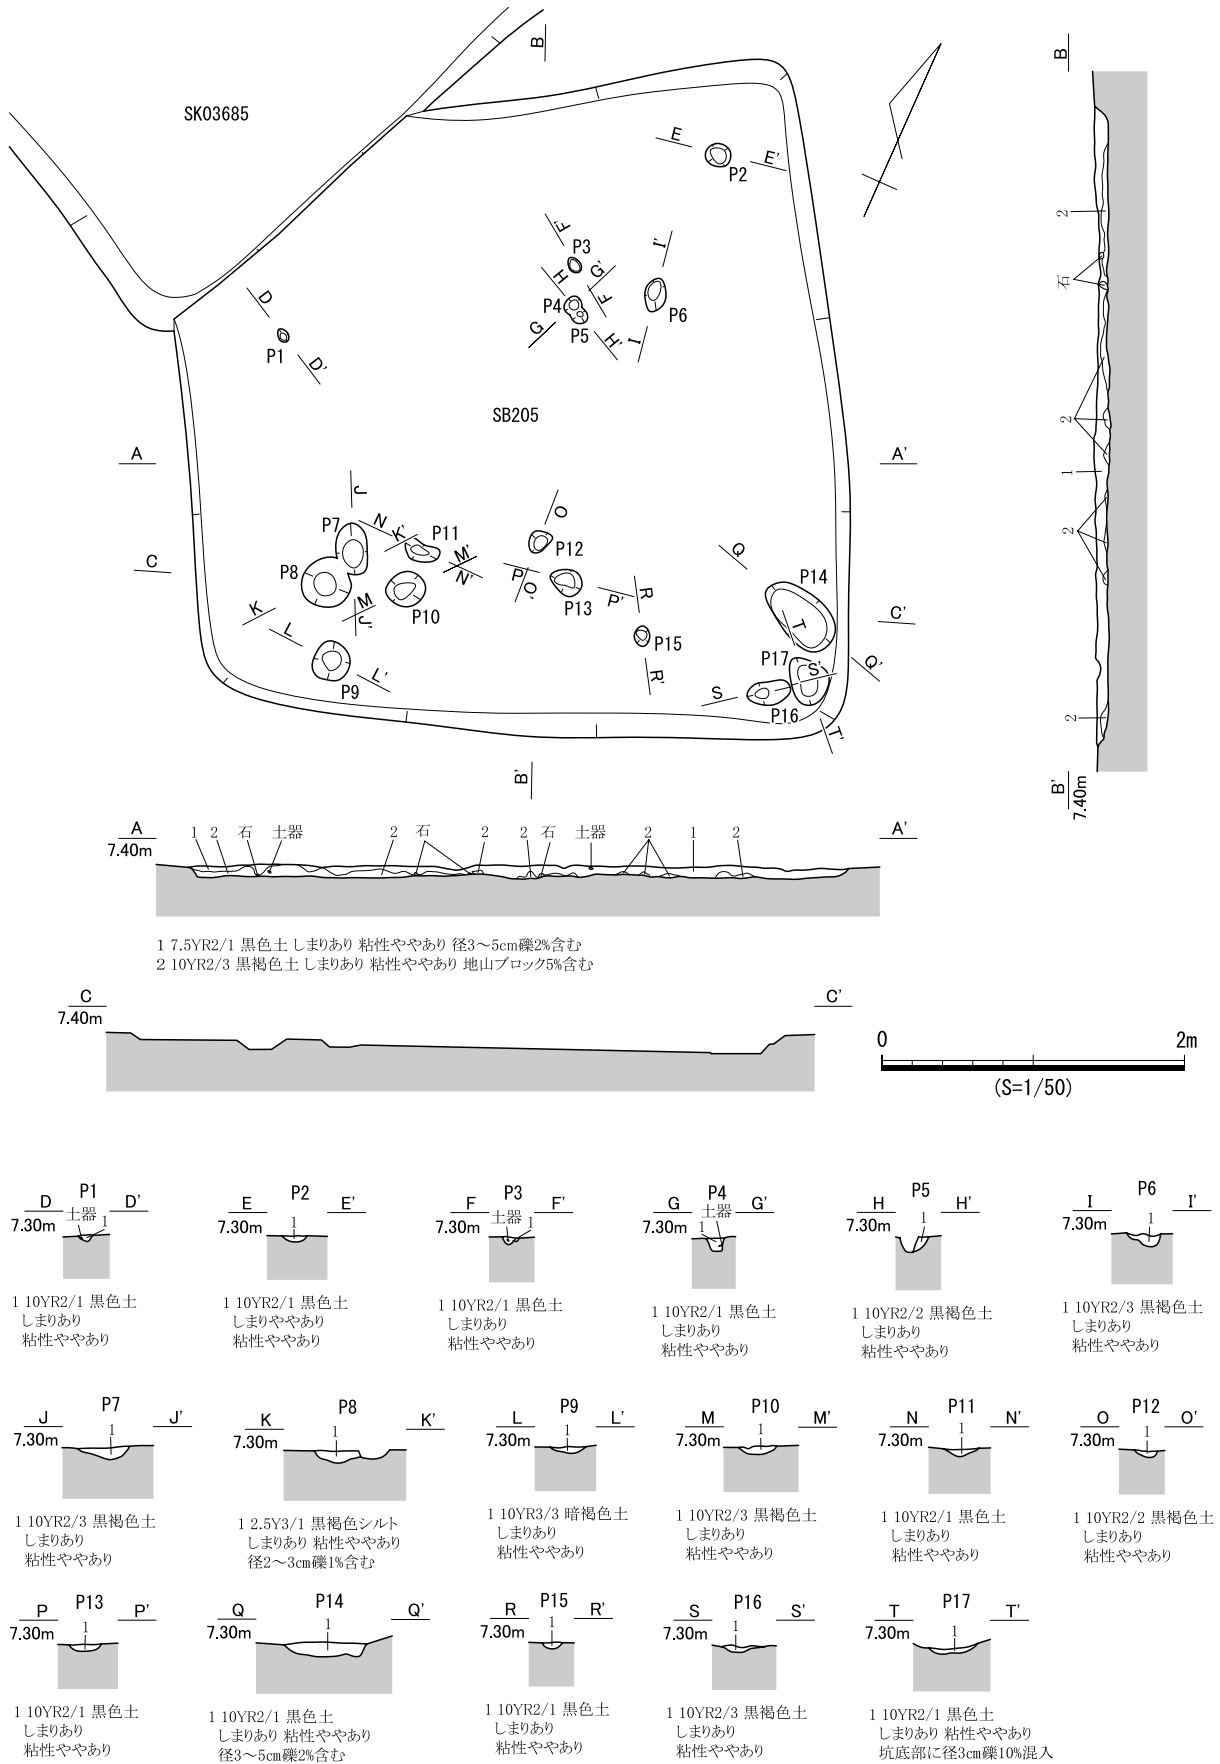 SK03685
B
B
E
E'
P2
F'
P3
I'
H
G'
D
P4
F
P6
G
P5
H'
I
P1
D'
2
石
SB205
A
A'
2
1
J
O
N
P7
K'
P11
M'
P12
Q
N'
P
P14
C
P8
O'
R
2
K
M
J'
P10
P13
P'
T
C'
L
P15
P17
S'
Q'
L'
R'
P9
S
P16
T'
2
B'
B'
7.40m
A
7.40m
1 2 石 土器 2 石 2 2 石 土器 2 1 2
A'
1 7.5YR2/1 黒色土 しまりあり 粘性ややあり 径3～5cm礫2%含む
2 10YR2/3 黒褐色土 しまりあり 粘性ややあり 地山ブロック5%含む
C
7.40m
C'
0 2m
(S=1/50)
D P1 D'
7.30m 土器 1
1 10YR2/1 黒色土
しまりあり
粘性ややあり
E P2 E'
7.30m 1
1 10YR2/1 黒色土
しまりややあり
粘性ややあり
F P3 F'
7.30m 土器 1
1 10YR2/1 黒色土
しまりあり
粘性ややあり
G P4 G'
土器
7.30m 1
1 10YR2/1 黒色土
しまりあり
粘性ややあり
H P5 H'
7.30m 1
1 10YR2/2 黒褐色土
しまりあり
粘性ややあり
I P6 I'
7.30m 1
1 10YR2/3 黒褐色土
しまりあり
粘性ややあり
J P7 J'
7.30m 1
1 10YR2/3 黒褐色土
しまりあり
粘性ややあり
K P8 K'
7.30m 1
1 2.5Y3/1 黒褐色シルト
しまりあり 粘性ややあり
径2～3cm礫1%含む
L P9 L'
7.30m 1
1 10YR3/3 暗褐色土
しまりあり
粘性ややあり
M P10 M'
7.30m 1
1 10YR2/3 黒褐色土
しまりあり
粘性ややあり
N P11 N'
7.30m 1
1 10YR2/1 黒色土
しまりあり
粘性ややあり
O P12 O'
7.30m 1
1 10YR2/2 黒褐色土
しまりあり
粘性ややあり
P P13 P'
7.30m 1
1 10YR2/1 黒色土
しまりあり
粘性ややあり
Q P14 Q'
7.30m 1
1 10YR2/1 黒色土
しまりあり 粘性ややあり
径3～5cm礫2%含む
R P15 R'
7.30m 1
1 10YR2/1 黒色土
しまりあり
粘性ややあり
S P16 S'
7.30m 1
1 10YR2/3 黒褐色土
しまりあり
粘性ややあり
T P17 T'
7.30m 1
1 10YR2/1 黒色土
しまりあり 粘性ややあり
坑底部に径3cm礫10%混入